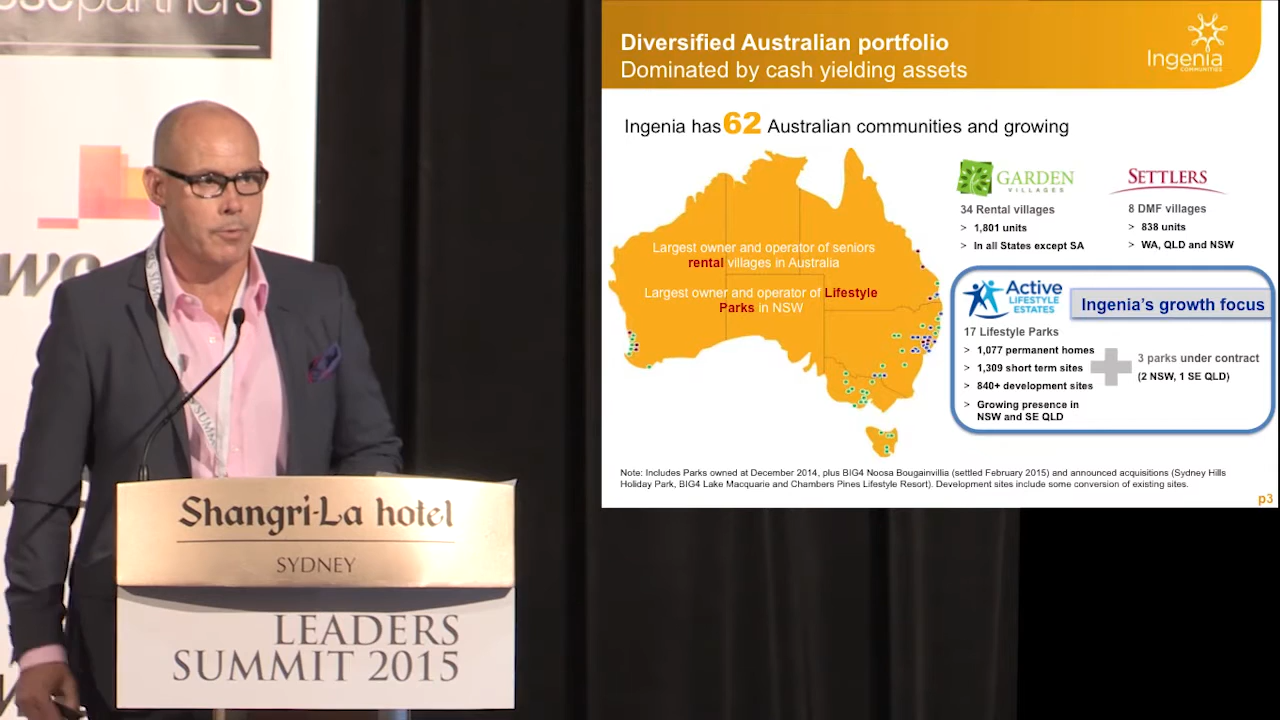 partners
Shangri-La hotel
SYDNEY
LEADERS
SUMMIT 2015
Diversified Australian portfolio
Dominated by cash yielding assets
Ingenia
COMMUNITIES
Ingenia has 62 Australian communities and growing
Largest owner and operator of seniors
rental villages in Australia
Largest owner and operator of Lifestyle
Parks in NSW
GARDEN
VILLAGES
34 Rental villages
> 1,801 units
> In all States except SA
SETTLERS
8 DMF villages
> 838 units
> WA, QLD and NSW
Active
LIFESTYLE
ESTATES
Ingenia's growth focus
17 Lifestyle Parks
> 1,077 permanent homes
> 1,309 short term sites
> 840+ development sites
> Growing presence in
NSW and SE QLD
3 parks under contract
(2 NSW, 1 SE QLD)
Note: Includes Parks owned at December 2014, plus BIG4 Noosa Bougainvillia (settled February 2015) and announced acquisitions (Sydney Hills
Holiday Park, BIG4 Lake Macquarie and Chambers Pines Lifestyle Resort). Development sites include some conversion of existing sites.
p3